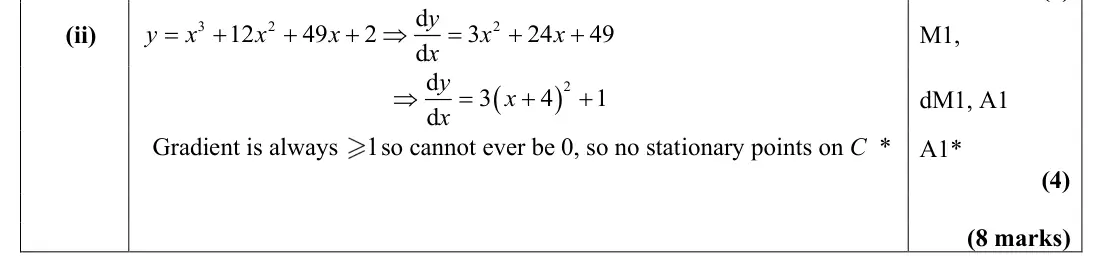 (ii) y = x³ + 12x² + 49x + 2 ⇒ dy/dx = 3x² + 24x + 49 M1,
⇒ dy/dx = 3(x + 4)² + 1 dM1, A1
Gradient is always ⩾1 so cannot ever be 0, so no stationary points on C * A1*
(4)
(8 marks)